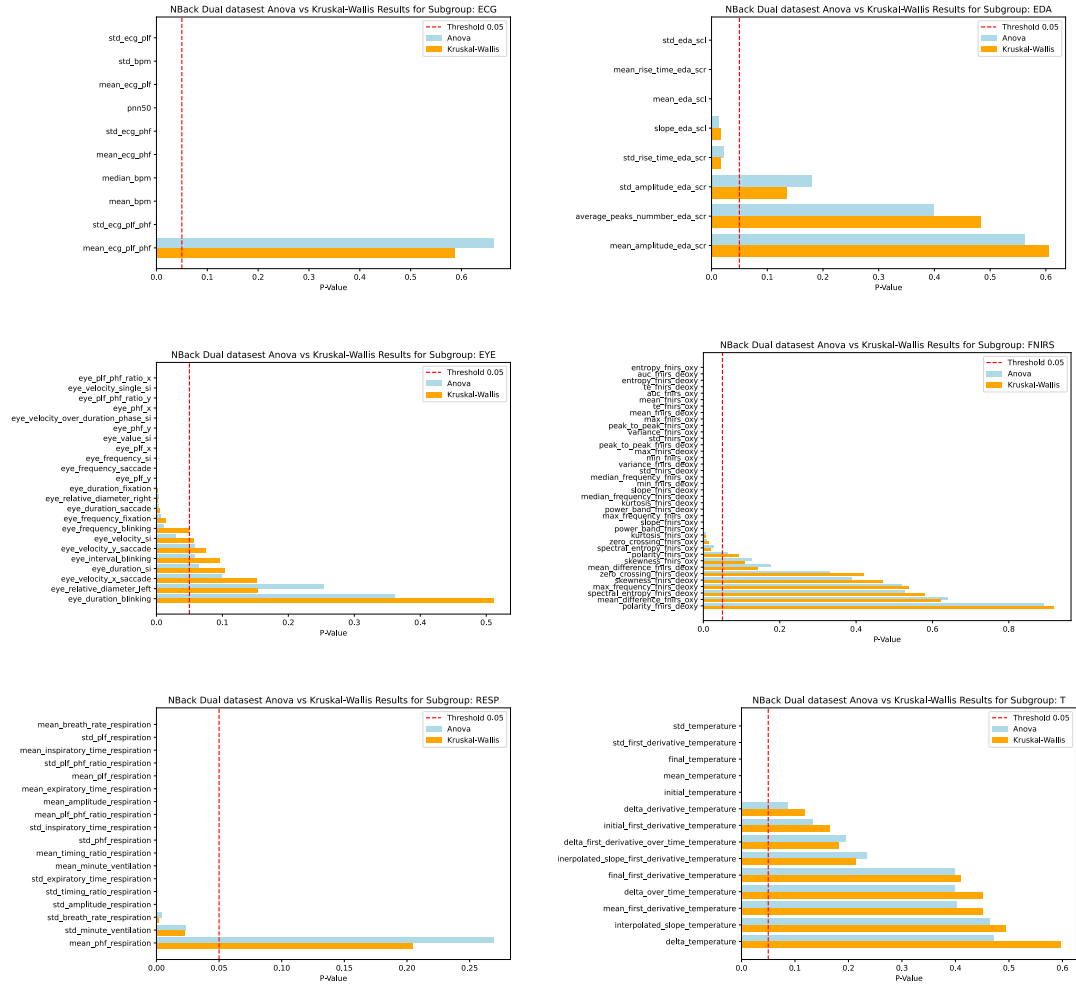 NBack Dual datasest Anova vs Kruskal-Wallis Results for Subgroup: ECG
Threshold 0.05
Anova
Kruskal-Wallis
std_ecg_plf
std_bpm
mean_ecg_plf
pnn50
std_ecg_phf
mean_ecg_phf
median_bpm
mean_bpm
std_ecg_plf_phf
mean_ecg_plf_phf
0.0 0.1 0.2 0.3 0.4 0.5 0.6
P-Value
NBack Dual datasest Anova vs Kruskal-Wallis Results for Subgroup: EDA
Threshold 0.05
Anova
Kruskal-Wallis
std_eda_scl
mean_rise_time_eda_scr
mean_eda_scl
slope_eda_scl
std_rise_time_eda_scr
std_amplitude_eda_scr
average_peaks_nummber_eda_scr
mean_amplitude_eda_scr
0.0 0.1 0.2 0.3 0.4 0.5 0.6
P-Value
NBack Dual datasest Anova vs Kruskal-Wallis Results for Subgroup: EYE
Threshold 0.05
Anova
Kruskal-Wallis
eye_plf_phf_ratio_x
eye_velocity_single_si
eye_plf_phf_ratio_y
eye_phf_x
eye_velocity_over_duration_phase_si
eye_phf_y
eye_value_si
eye_plf_x
eye_frequency_si
eye_frequency_saccade
eye_plf_y
eye_duration_fixation
eye_relative_diameter_right
eye_duration_saccade
eye_frequency_fixation
eye_frequency_blinking
eye_velocity_si
eye_velocity_y_saccade
eye_interval_blinking
eye_duration_si
eye_velocity_x_saccade
eye_relative_diameter_left
eye_duration_blinking
0.0 0.1 0.2 0.3 0.4 0.5
P-Value
NBack Dual datasest Anova vs Kruskal-Wallis Results for Subgroup: FNIRS
Threshold 0.05
Anova
Kruskal-Wallis
entropy_fnirs_oxy
auc_fnirs_deoxy
entropy_fnirs_deoxy
te_fnirs_deoxy
auc_fnirs_oxy
mean_fnirs_oxy
te_fnirs_oxy
mean_fnirs_deoxy
max_fnirs_oxy
peak_to_peak_fnirs_oxy
variance_fnirs_oxy
std_fnirs_oxy
peak_to_peak_fnirs_deoxy
max_fnirs_deoxy
min_fnirs_oxy
variance_fnirs_deoxy
std_fnirs_deoxy
median_frequency_fnirs_oxy
min_fnirs_deoxy
slope_fnirs_deoxy
median_frequency_fnirs_deoxy
kurtosis_fnirs_deoxy
power_band_fnirs_deoxy
max_frequency_fnirs_oxy
slope_fnirs_oxy
power_band_fnirs_oxy
kurtosis_fnirs_oxy
zero_crossing_fnirs_oxy
spectral_entropy_fnirs_oxy
polarity_fnirs_oxy
skewness_fnirs_oxy
mean_difference_fnirs_deoxy
zero_crossing_fnirs_deoxy
skewness_fnirs_deoxy
max_frequency_fnirs_deoxy
spectral_entropy_fnirs_deoxy
mean_difference_fnirs_oxy
polarity_fnirs_deoxy
0.0 0.2 0.4 0.6 0.8
P-Value
NBack Dual datasest Anova vs Kruskal-Wallis Results for Subgroup: RESP
Threshold 0.05
Anova
Kruskal-Wallis
mean_breath_rate_respiration
std_plf_respiration
mean_inspiratory_time_respiration
std_plf_phf_ratio_respiration
mean_plf_respiration
mean_expiratory_time_respiration
mean_amplitude_respiration
mean_plf_phf_ratio_respiration
std_inspiratory_time_respiration
std_phf_respiration
mean_timing_ratio_respiration
mean_minute_ventilation
std_expiratory_time_respiration
std_timing_ratio_respiration
std_amplitude_respiration
std_breath_rate_respiration
std_minute_ventilation
mean_phf_respiration
0.00 0.05 0.10 0.15 0.20 0.25
P-Value
NBack Dual datasest Anova vs Kruskal-Wallis Results for Subgroup: T
Threshold 0.05
Anova
Kruskal-Wallis
std_temperature
std_first_derivative_temperature
final_temperature
mean_temperature
initial_temperature
delta_derivative_temperature
initial_first_derivative_temperature
delta_first_derivative_over_time_temperature
inerpolated_slope_first_derivative_temperature
final_first_derivative_temperature
delta_over_time_temperature
mean_first_derivative_temperature
interpolated_slope_temperature
delta_temperature
0.0 0.1 0.2 0.3 0.4 0.5 0.6
P-Value